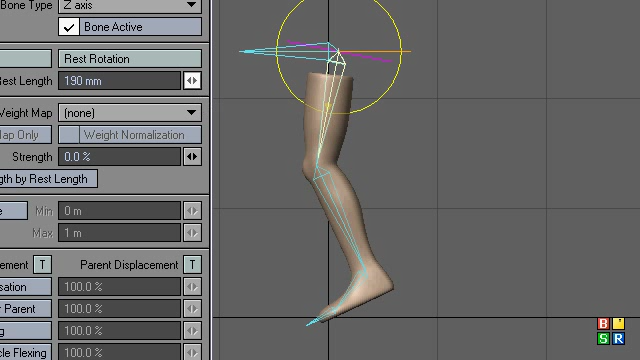 Bone Type Z axis
Bone Active
Rest Rotation
Rest Length 190 mm
Weight Map (none)
Map Only Weight Normalization
Strength 0.0 %
gth by Rest Length
Min 0 m
Max 1 m
ement T Parent Displacement T
sation 100.0 %
r Parent 100.0 %
g 100.0 %
cle Flexing 100.0 %
B
S R